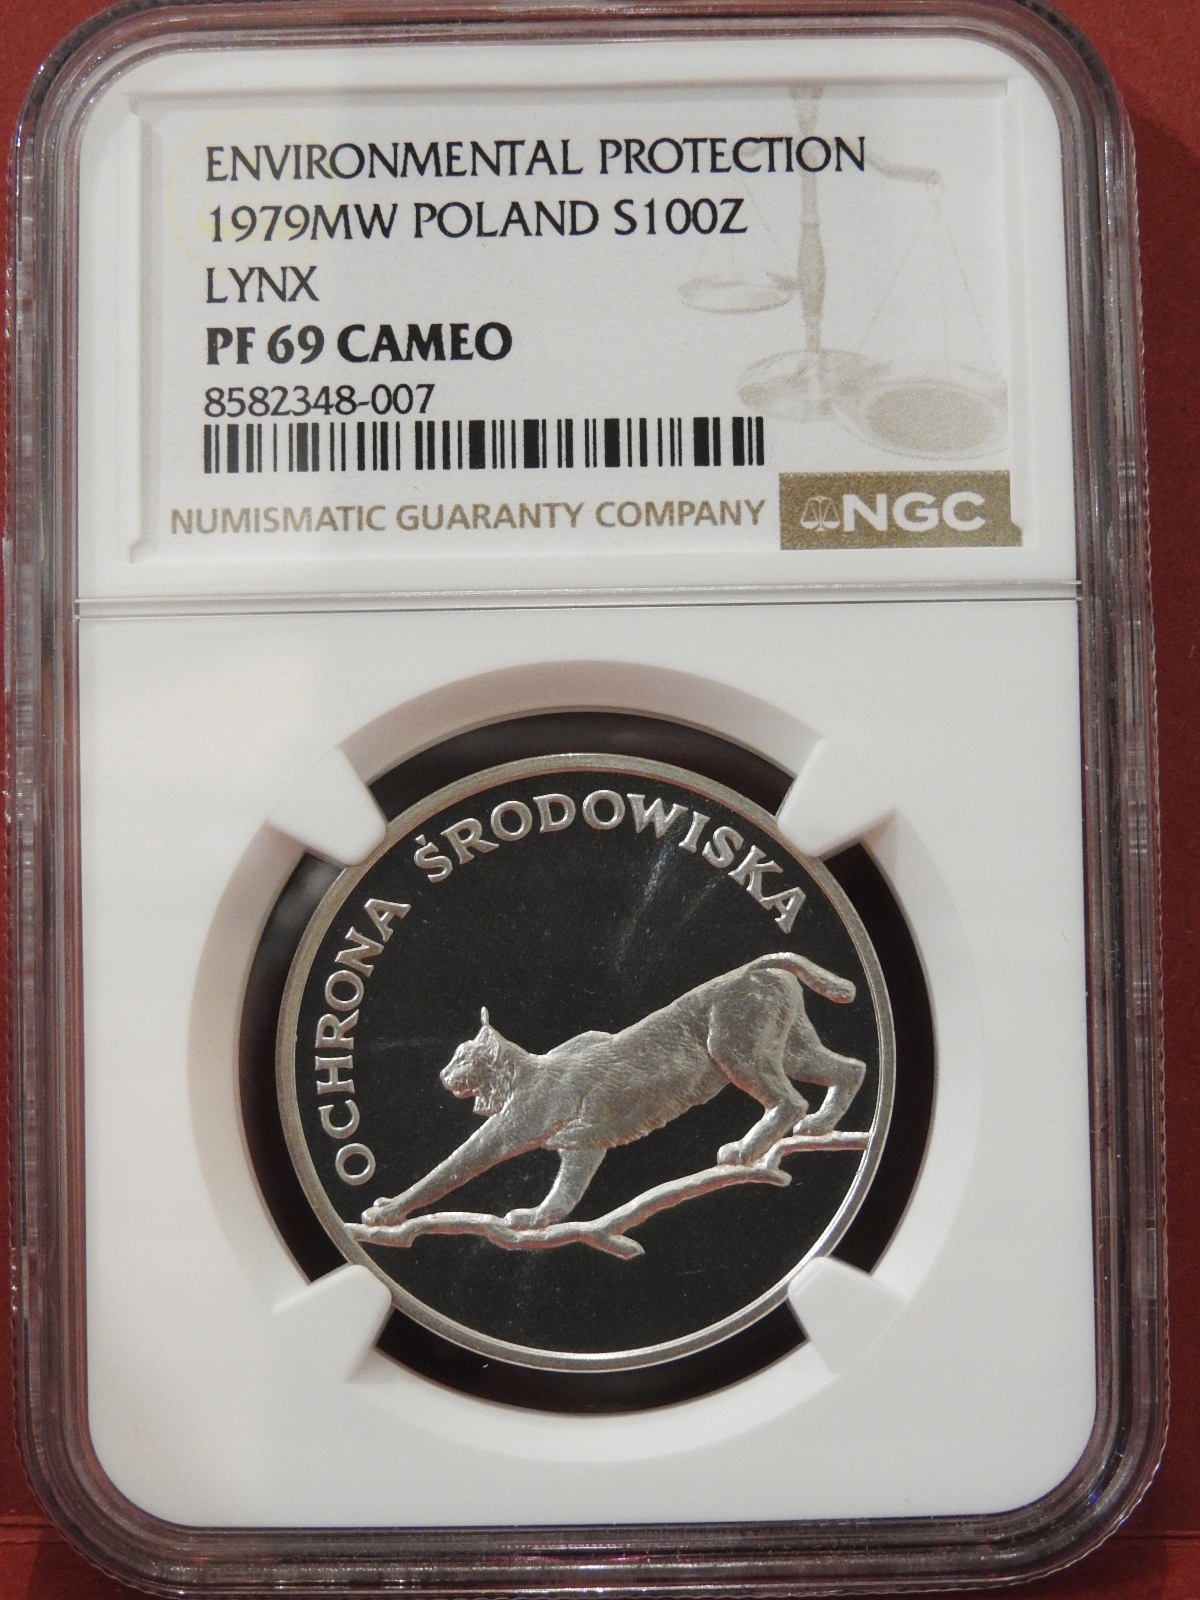 ENVIRONMENTAL PROTECTION
1979MW POLAND S100Z
LYNX
PF 69 CAMEO
8582348-007
NUMISMATIC GUARANTY COMPANY NGC
OCHRONA ŚRODOWISKA